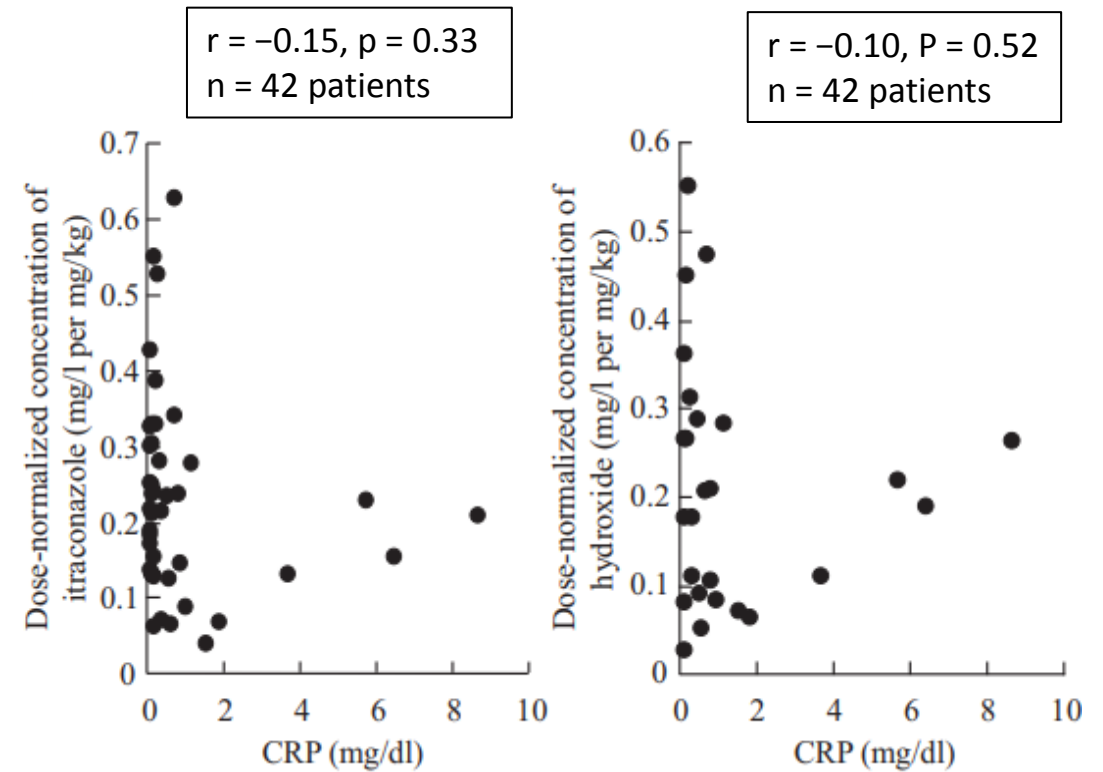 r = −0.15, p = 0.33
n = 42 patients
r = −0.10, P = 0.52
n = 42 patients
Dose-normalized concentration of
itraconazole (mg/l per mg/kg)
0.7
0.6
0.5
0.4
0.3
0.2
0.1
0
0 2 4 6 8 10
CRP (mg/dl)
Dose-normalized concentration of
hydroxide (mg/l per mg/kg)
0.6
0.5
0.4
0.3
0.2
0.1
0
0 2 4 6 8 10
CRP (mg/dl)